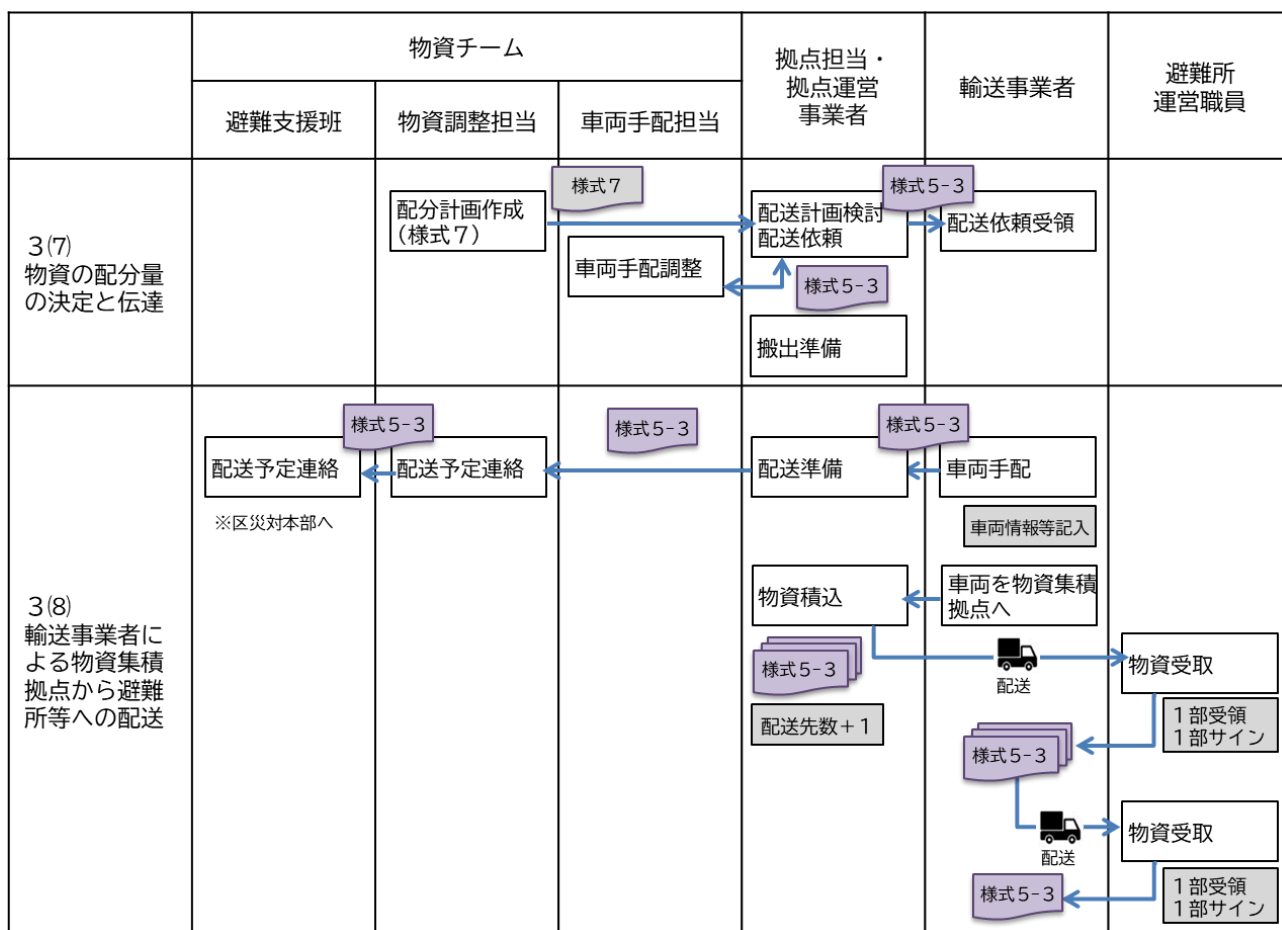 物資チーム
拠点担当・
拠点運営
事業者
輸送事業者
避難所
運営職員
避難支援班
物資調整担当
車両手配担当
3⑺
物資の配分量
の決定と伝達
様式7
様式5-3
配分計画作成
(様式7)
配送計画検討
配送依頼
配送依頼受領
車両手配調整
様式5-3
搬出準備
3⑻
輸送事業者に
よる物資集積
拠点から避難
所等への配送
様式5-3
様式5-3
様式5-3
配送予定連絡
配送予定連絡
配送準備
車両手配
※区災対本部へ
車両情報等記入
物資積込
車両を物資集積
拠点へ
配送
物資受取
様式5-3
配送先数+1
1部受領
1部サイン
様式5-3
配送
物資受取
様式5-3
1部受領
1部サイン